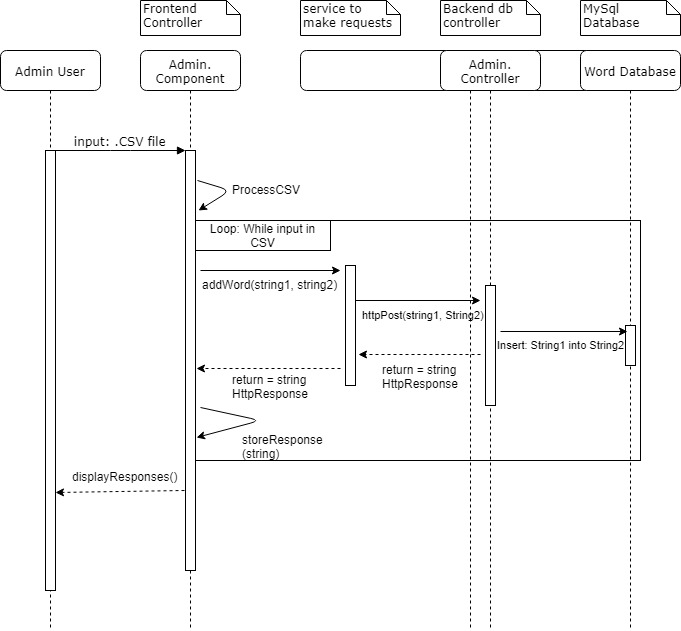 Frontend
Controller
service to
make requests
Backend db
controller
MySql
Database
Admin User
Admin.
Component
Admin.
Controller
Word Database
input: .CSV file
ProcessCSV
Loop: While input in
CSV
addWord(string1, string2)
httpPost(string1, String2)
Insert: String1 into String2
return = string
HttpResponse
return = string
HttpResponse
storeResponse
(string)
displayResponses()